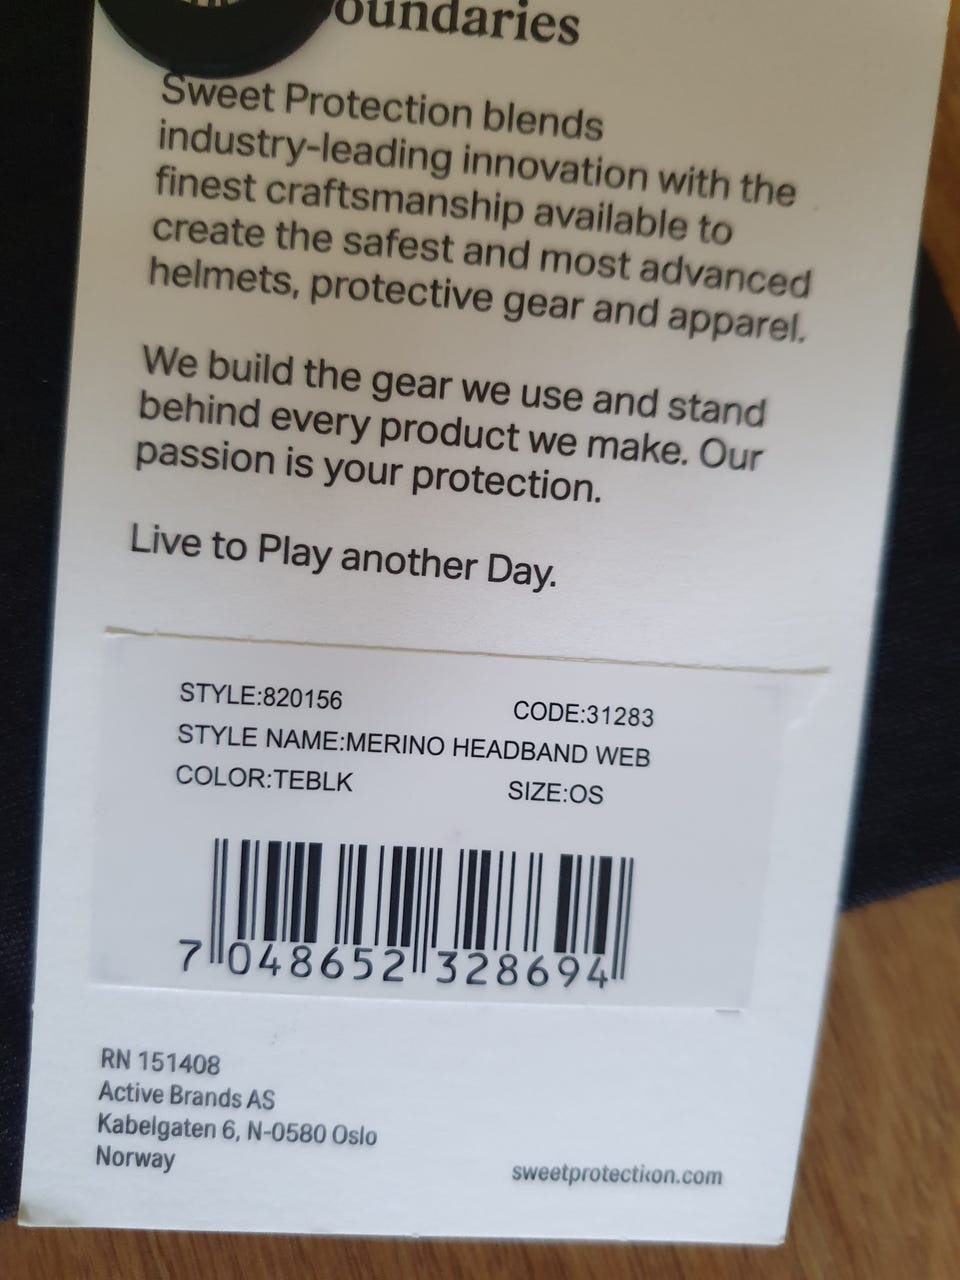 oundaries
Sweet Protection blends
industry-leading innovation with the
finest craftsmanship available to
create the safest and most advanced
helmets, protective gear and apparel.
We build the gear we use and stand
behind every product we make. Our
passion is your protection.
Live to Play another Day.
STYLE:820156 CODE:31283
STYLE NAME:MERINO HEADBAND WEB
COLOR:TEBLK SIZE:OS
7 048652 328694
RN 151408
Active Brands AS
Kabelgaten 6, N-0580 Oslo
Norway
sweetprotection.com